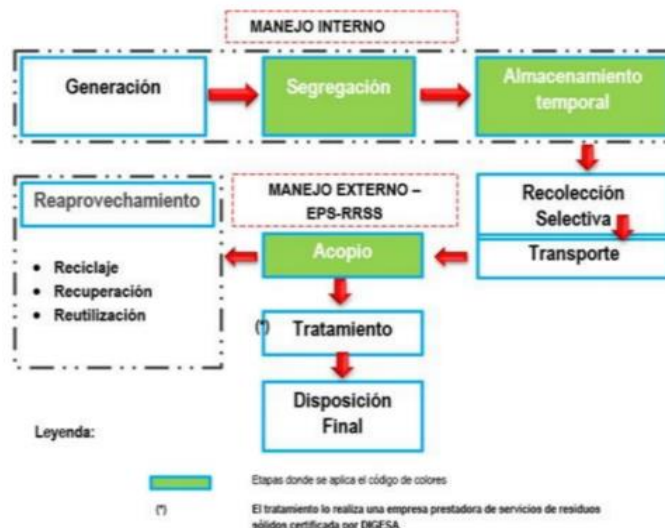 MANEJO INTERNO
Generación
Segregación
Almacenamiento
temporal
Reaprovechamiento
• Reciclaje
• Recuperación
• Reutilización
MANEJO EXTERNO –
EPS-RRSS
Acopio
Recolección
Selectiva
Transporte
(*)
Tratamiento
Disposición
Final
Leyenda:
Etapas donde se aplica el código de colores
(*)
El tratamiento lo realiza una empresa prestadora de servicios de residuos
sólidos certificada por DIGESA